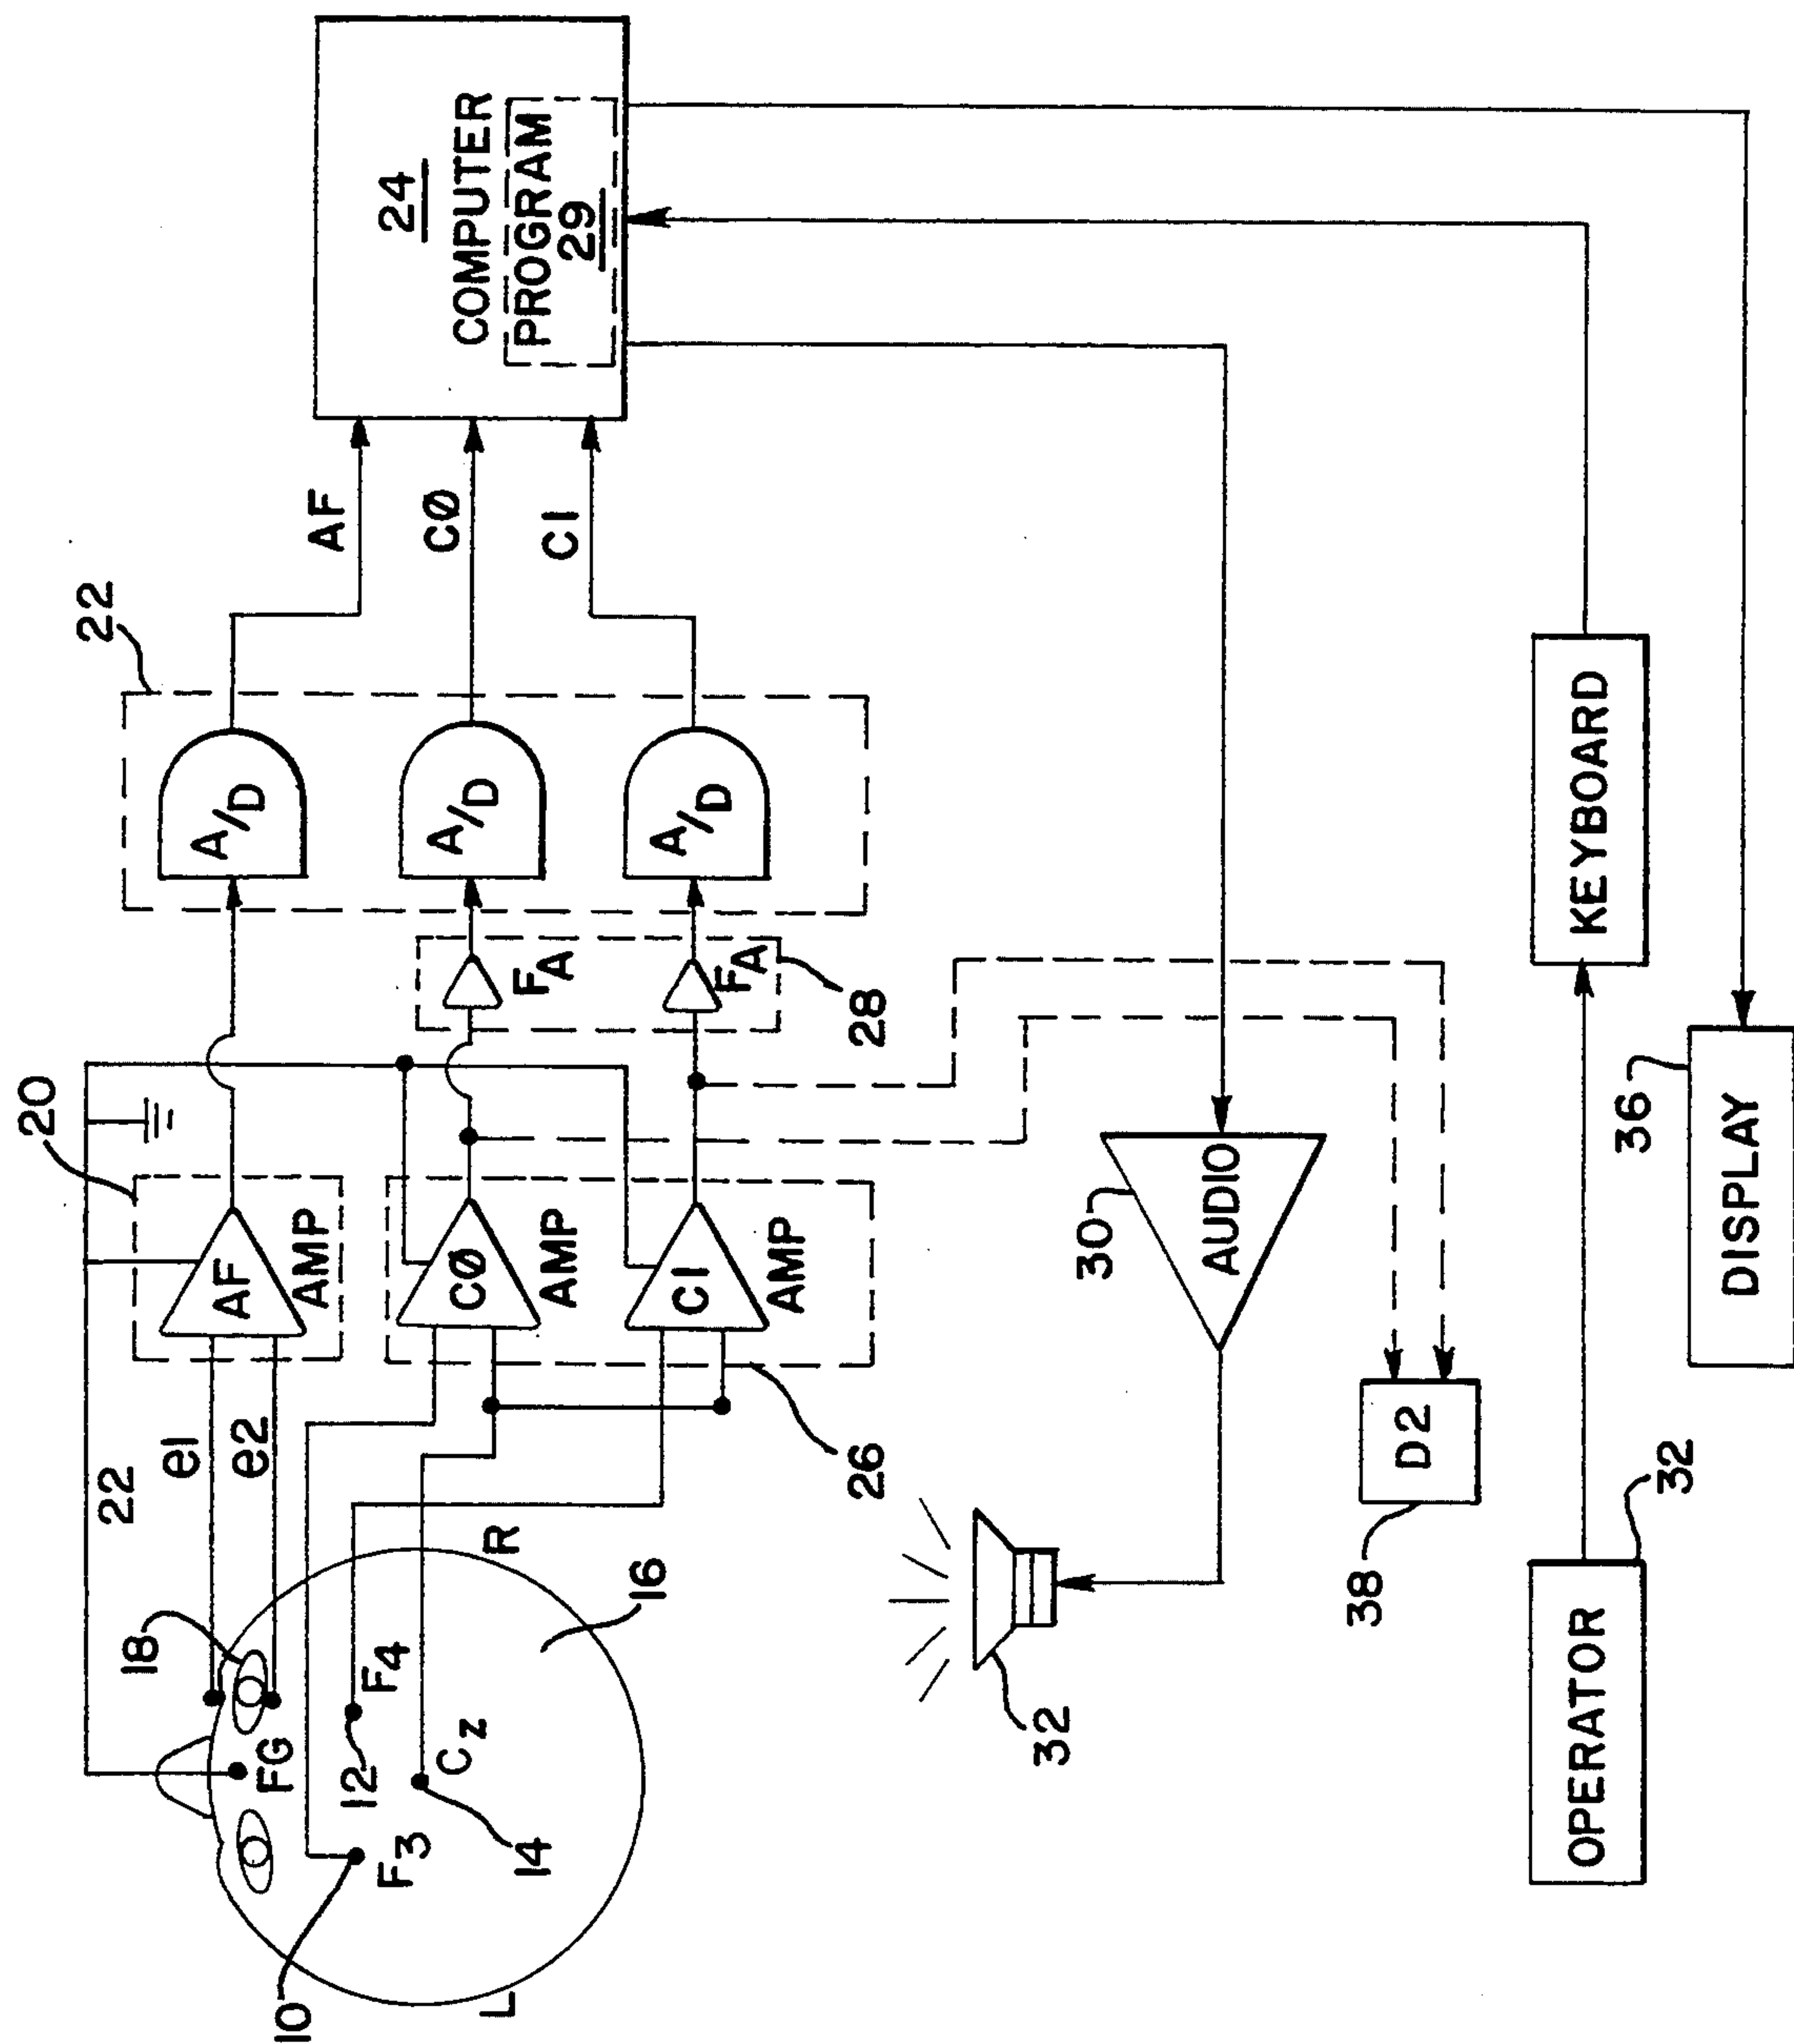 10
L
F3
12
F4
Cz
14
FG
18
R
16
22
e1
e2
20
AF
AMP
CØ
AMP
C1
AMP
26
FA
FA
28
22
A/D
A/D
A/D
AF
CØ
C1
24
COMPUTER
PROGRAM
29
32
30
AUDIO
38
D2
OPERATOR
32
KEYBOARD
36
DISPLAY